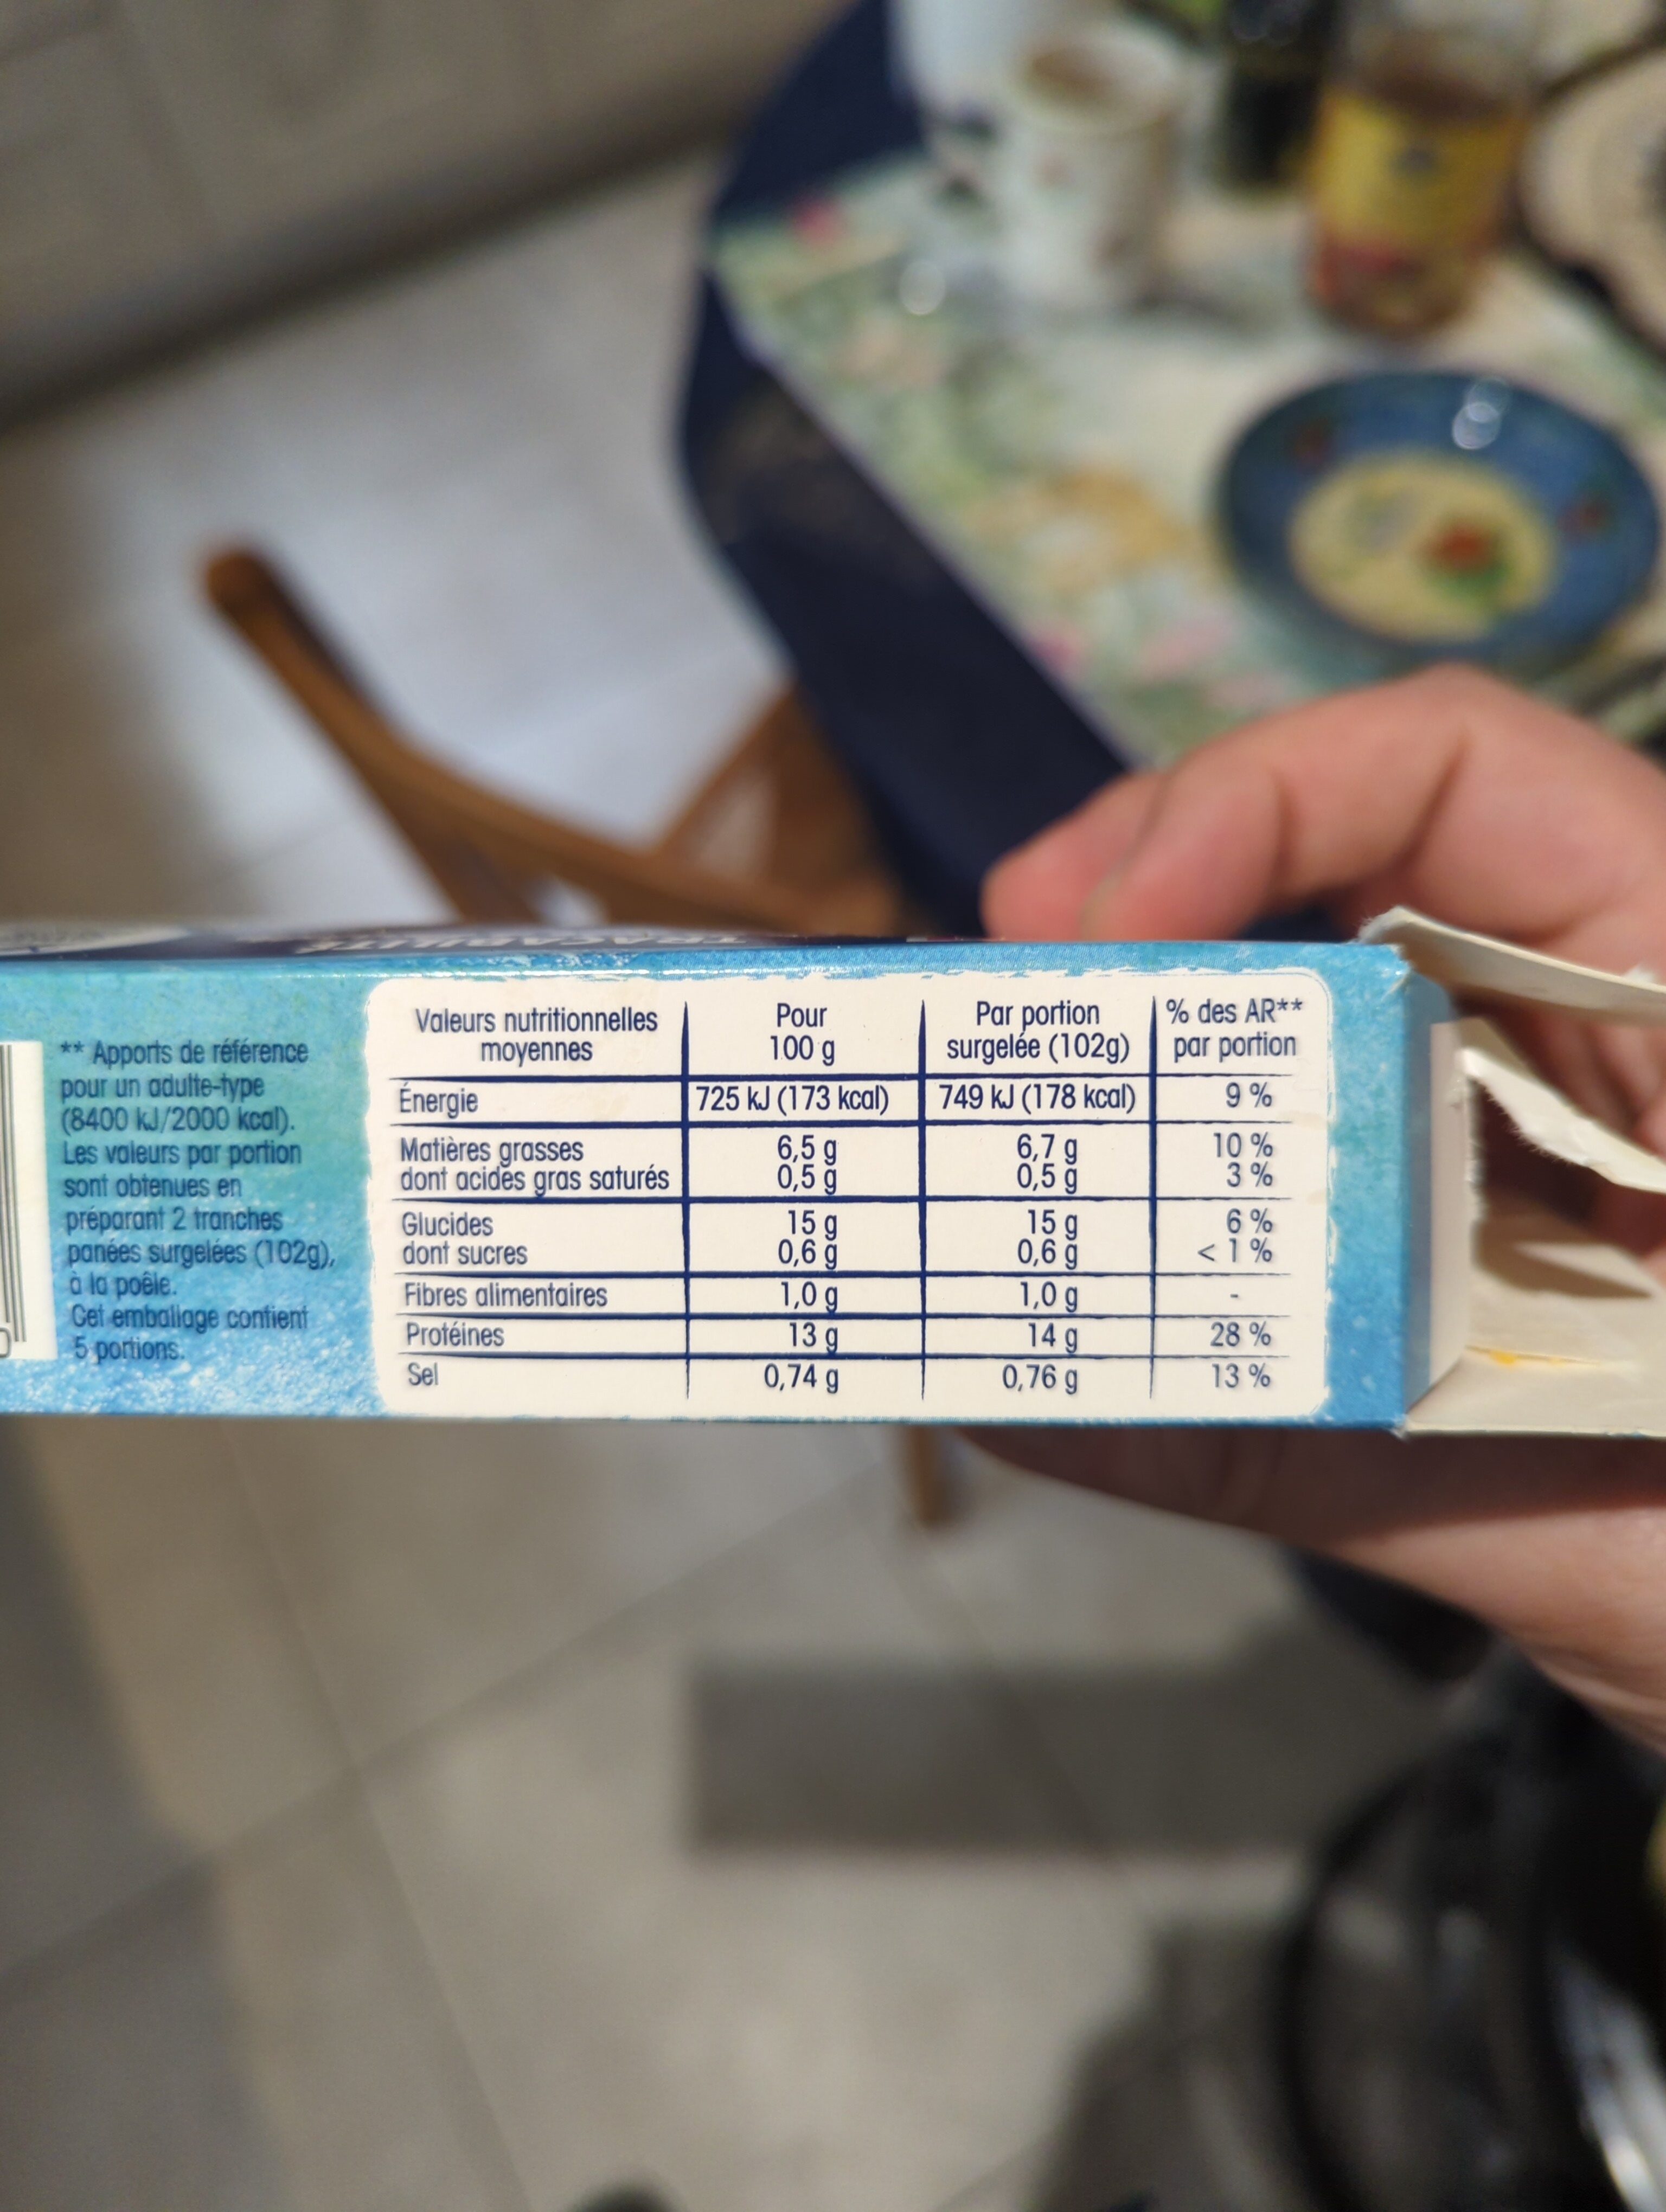 ** Apports de référence
pour un adulte-type
(8400 kJ/2000 kcal).
Les valeurs par portion
sont obtenues en
préparant 2 tranches
panées surgelées (102g),
à la poêle.
Cet emballage contient
5 portions.
Valeurs nutritionnelles moyennes | Pour 100 g | Par portion surgelée (102g) | % des AR** par portion
Énergie 725 kJ (173 kcal) 749 kJ (178 kcal) 9 %
Matières grasses 6,5 g 6,7 g 10 %
dont acides gras saturés 0,5 g 0,5 g 3 %
Glucides 15 g 15 g 6 %
dont sucres 0,6 g 0,6 g < 1 %
Fibres alimentaires 1,0 g 1,0 g -
Protéines 13 g 14 g 28 %
Sel 0,74 g 0,76 g 13 %